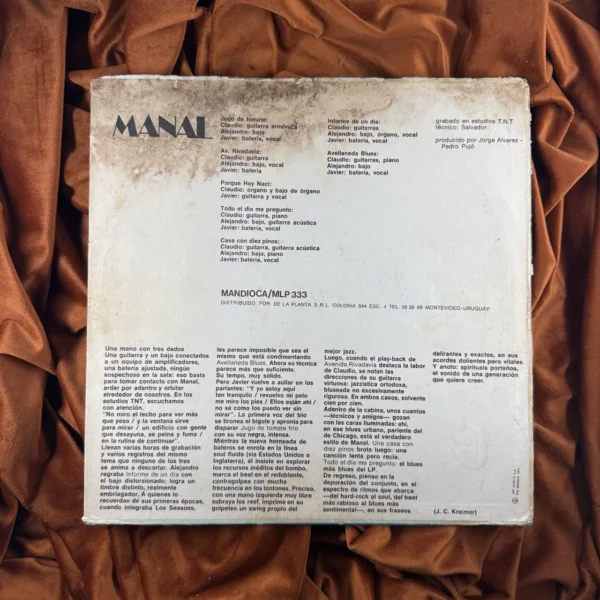 MANAL
Jugo de tomate:
Claudio: guitarra armónica
Alejandro: bajo
Javier: batería, vocal
Av. Rivadavia:
Claudio: guitarra
Alejandro: bajo, vocal
Javier: batería
Porque Hoy Nací:
Claudio: órgano y bajo de órgano
Javier: guitarra y vocal
Todo el día me pregunto:
Claudio: guitarra, piano
Alejandro: bajo, guitarra acústica
Javier: batería, vocal
Casa con diez pinos:
Claudio: guitarra, guitarra acústica
Alejandro: bajo, piano
Javier: batería, vocal
Informe de un día:
Claudio: guitarras
Alejandro: bajo, órgano, vocal
Javier: batería, vocal
Avellaneda Blues:
Claudio: guitarras, piano
Alejandro: bajo
Javier: batería, vocal
grabado en estudios T.N.T.
técnico: Salvador
producido por Jorge Alvarez -
Pedro Pujó
MANDIOCA/MLP 333
DISTRIBUIDO POR DE LA PLANTA S.R.L. COLONIA 844 ESC. 4 TEL. 98 50 69 MONTEVIDEO-URUGUAY
Una mano con tres dedos
Una guitarra y un bajo conectados
a un equipo de amplificadores,
una batería ajustada, ningún
sospechoso en la sala: eso basta
para tomar contacto con Manal,
arder por adentro y orbitar
alrededor de nosotros. En los
estudios TNT, escuchamos
con atención.
"No miro el techo para ver más
que yeso / y la ventana sirve
para mirar / un edificio con gente
que desayuna, se peina y fuma /
en la rulina de continuar".
Llevan varias horas de grabación
y varios registros del mismo
tema que ninguno de los tres
se anima a descartar. Alejandro
regraba Informe de un día con
el bajo distorsionado; logra un
timbre distinto, realmente
embriagador. A quienes lo
recuerdan de sus primeras épocas,
cuando integraba Los Seasons,
les parece imposible que sea el
mismo que está condimentando
Avellaneda Blues. Ahora su técnica
parece más que suficiente.
Su tempo, muy sólido.
Pero Javier vuelve a aullar en los
parlantes: "Y yo estoy aquí
tan tranquilo / revuelvo mi pelo
me miro los pies / Ellos están ahí /
no sé como los puedo ver sin
mirar". La primera voz del trío
se tironea el bigote y apronta para
disparar Jugo de tomate frío
con su voz negra, intensa.
Mientras la nueva hornada de
baterías se enrola en la línea
soul fluída (vía Estados Unidos o
Inglaterra), él insiste en explorar
los recursos inéditos del bombo,
marca al beat en el redoblante,
contragolpea con mucha
frecuencia en los tontones. Preciso,
con una mano izquierda muy libre
subraya los reef, imprime en su
golpeteo un swing propio del
mejor jazz.
Luego, cuando el play-back de
Avenida Rivadavia destaca la labor
de Claudio, se notan las
direcciones de su guitarra
virtuosa: jazzística ortodoxa,
blueseada no excesivamente
rigurosa. En ambos casos, solvente
cien por cien.
Adentro de la cabina, unos cuantos
—técnicos y amigos— gozan
con las caras iluminadas: ahí,
en ese blues urbano, pariente del
de Chicago, está el verdadero
estilo de Manal. Una casa con
diez pinos brota luego: una
canción lenta pero recia.
Todo el día me pregunto: el blues
más blues del LP.
De regreso, pienso en la
depuración del conjunto, en al
espectro de ritmos que abarca
—del hard-rock al soul, del beat
más rabioso al blues más
sentimental—, en sus fraseos
delirantes y exactos, en sus
acordes dolientes pero vitales.
Y anoto: spirituals porteños,
el sonido de una generación
que quiere creer.
(J. C. Kreimer)